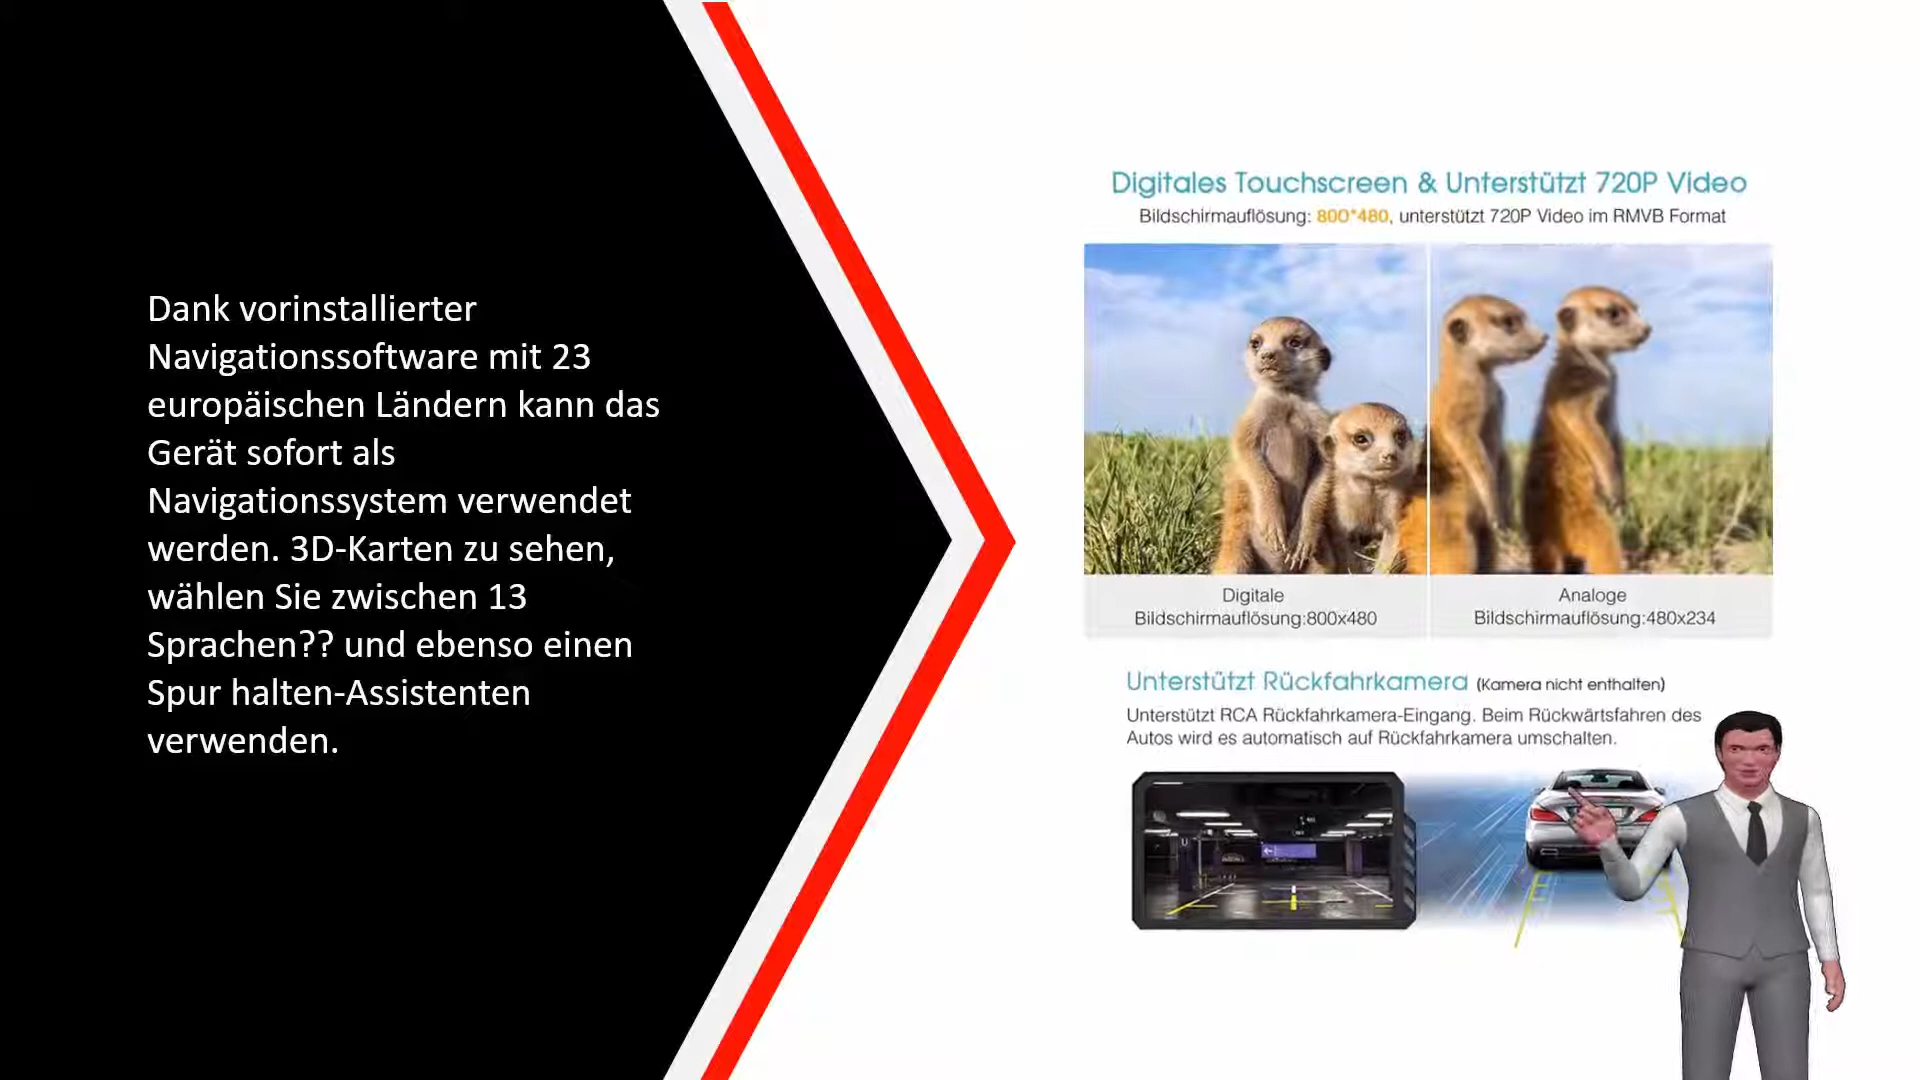 Dank vorinstallierter
Navigationssoftware mit 23
europäischen Ländern kann das
Gerät sofort als
Navigationssystem verwendet
werden. 3D-Karten zu sehen,
wählen Sie zwischen 13
Sprachen?? und ebenso einen
Spur halten-Assistenten
verwenden.
Digitales Touchscreen & Unterstützt 720P Video
Bildschirmauflösung: 800*480, unterstützt 720P Video im RMVB Format
Digitale
Bildschirmauflösung:800x480
Analoge
Bildschirmauflösung:480x234
Unterstützt Rückfahrkamera (Kamera nicht enthalten)
Unterstützt RCA Rückfahrkamera-Eingang. Beim Rückwärtsfahren des
Autos wird es automatisch auf Rückfahrkamera umschalten.